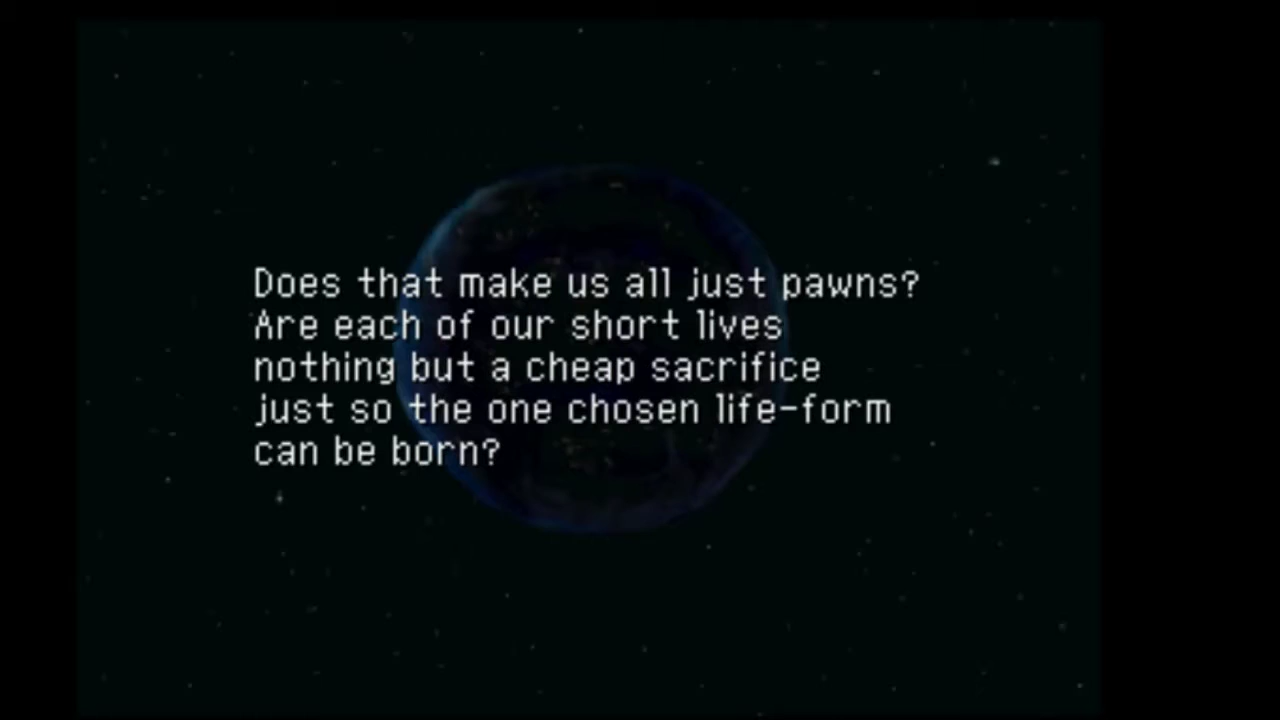 Does that make us all just pawns?
Are each of our short lives
nothing but a cheap sacrifice
just so the one chosen life-form
can be born?